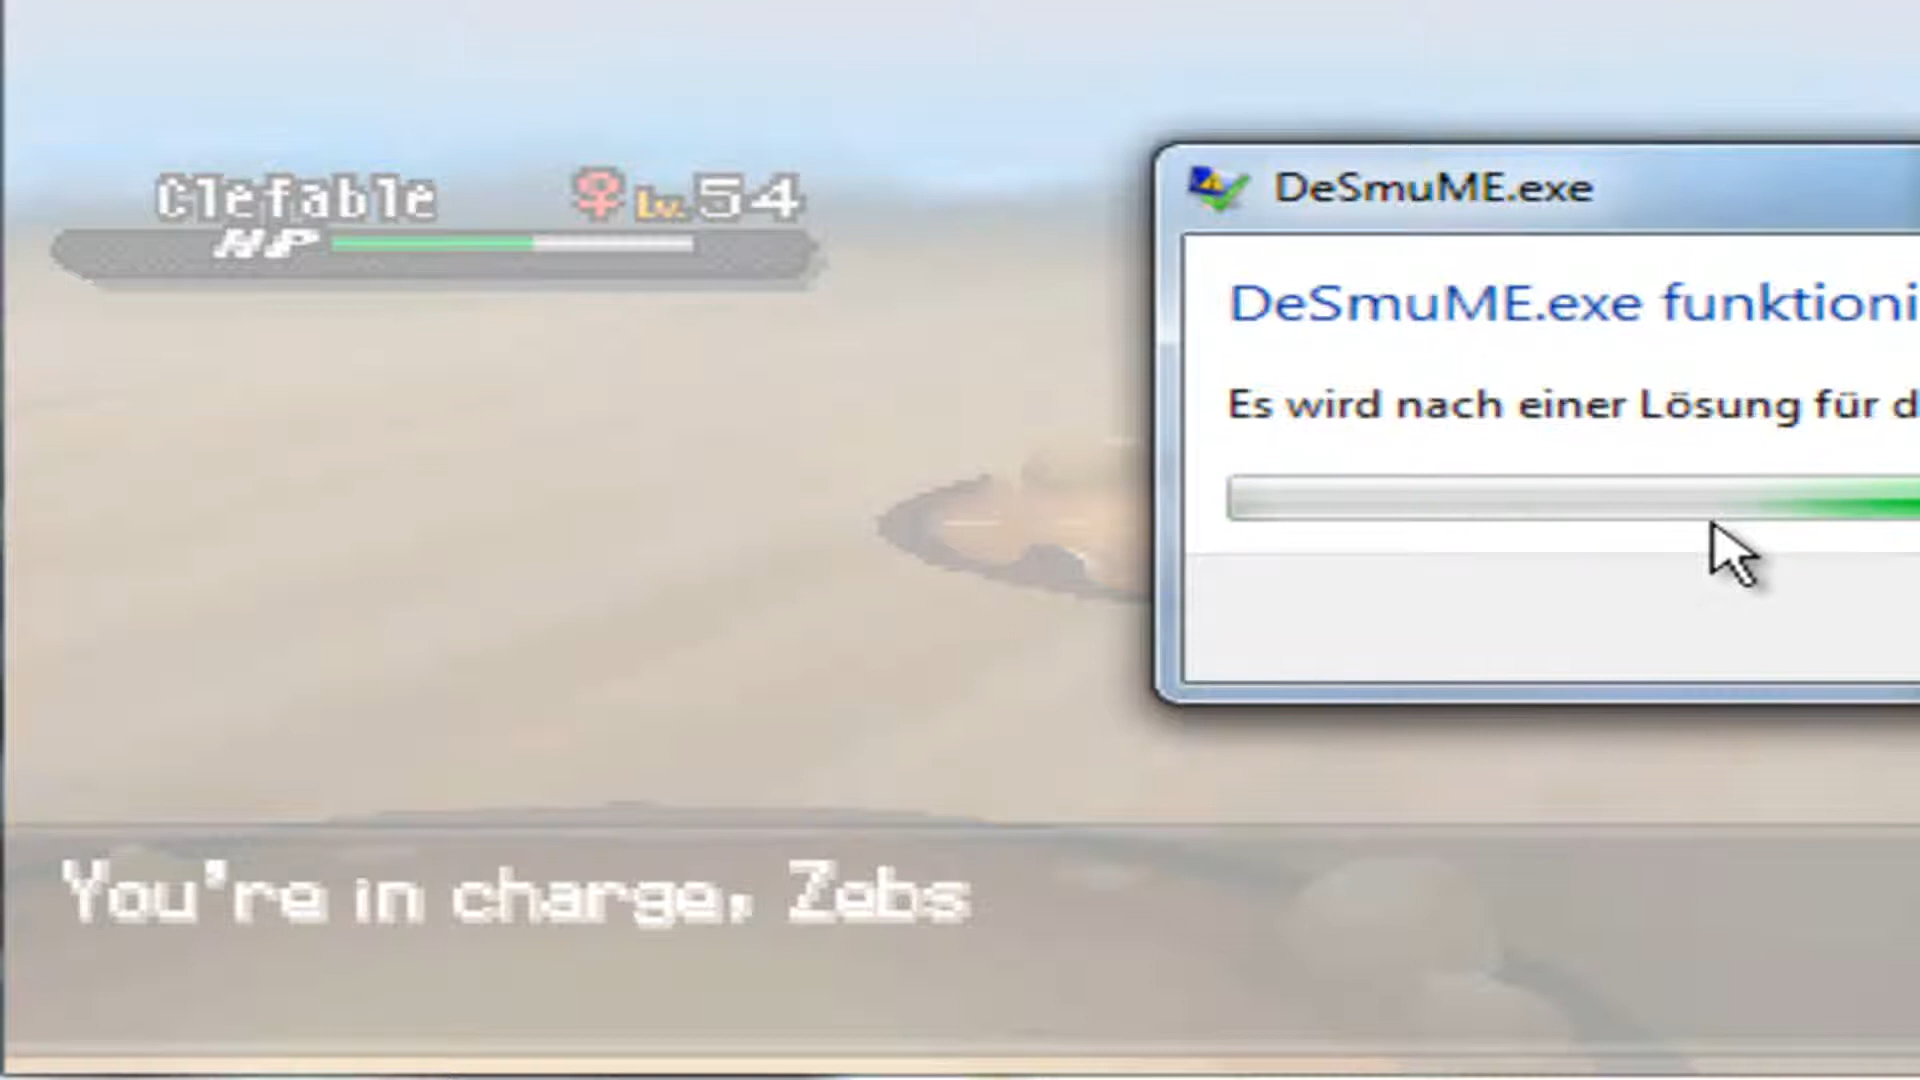 Clefable ♀ Lv.54
HP
DeSmuME.exe
DeSmuME.exe funktioni
Es wird nach einer Lösung für d
You're in charge, Zebs